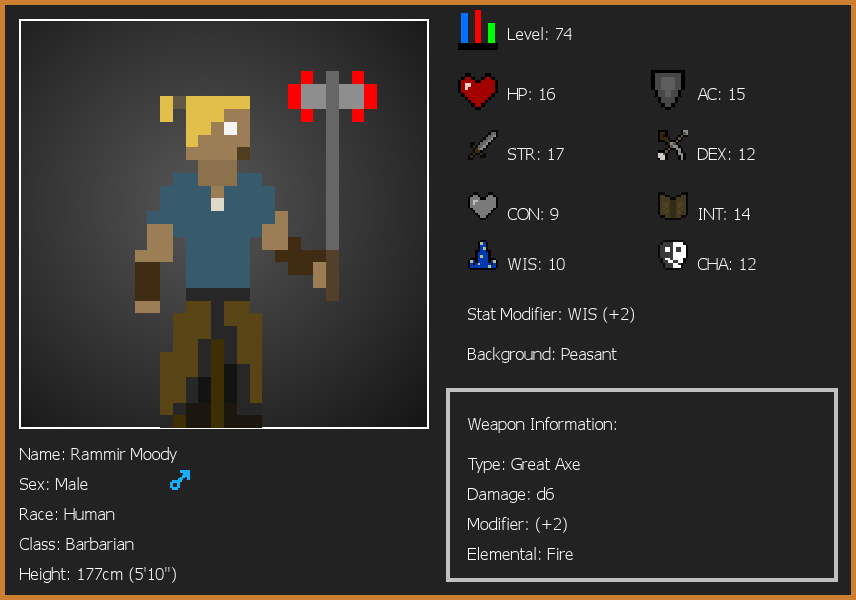 Level: 74
HP: 16
AC: 15
STR: 17
DEX: 12
CON: 9
INT: 14
WIS: 10
CHA: 12
Stat Modifier: WIS (+2)
Background: Peasant
Weapon Information:
Type: Great Axe
Damage: d6
Modifier: (+2)
Elemental: Fire
Name: Rammir Moody
Sex: Male
Race: Human
Class: Barbarian
Height: 177cm (5'10")